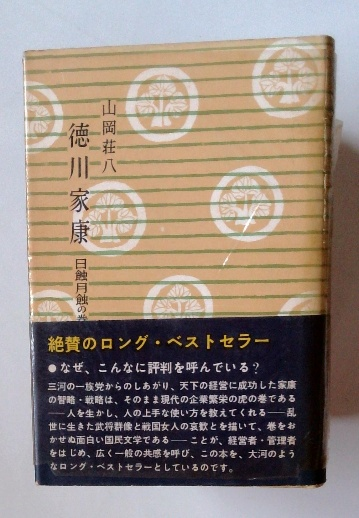 山岡荘八
徳川家康
日蝕月蝕の巻
絶賛のロング・ベストセラー
●なぜ、こんなに評判を呼んでいる?
三河の一族党からのしあがり、天下の経営に成功した家康
の智略・戦略は、そのまま現代の企業繁栄の虎の巻である
――人を生かし、人の上手な使い方を教えてくれる――乱
世に生きた武将群像と戦国女人の哀歓とを描いて、巻をお
かせぬ面白い国民文学である――ことが、経営者・管理者
をはじめ、広く一般の共感を呼び、この本を、大河のよう
なロング・ベストセラーとしているのです。